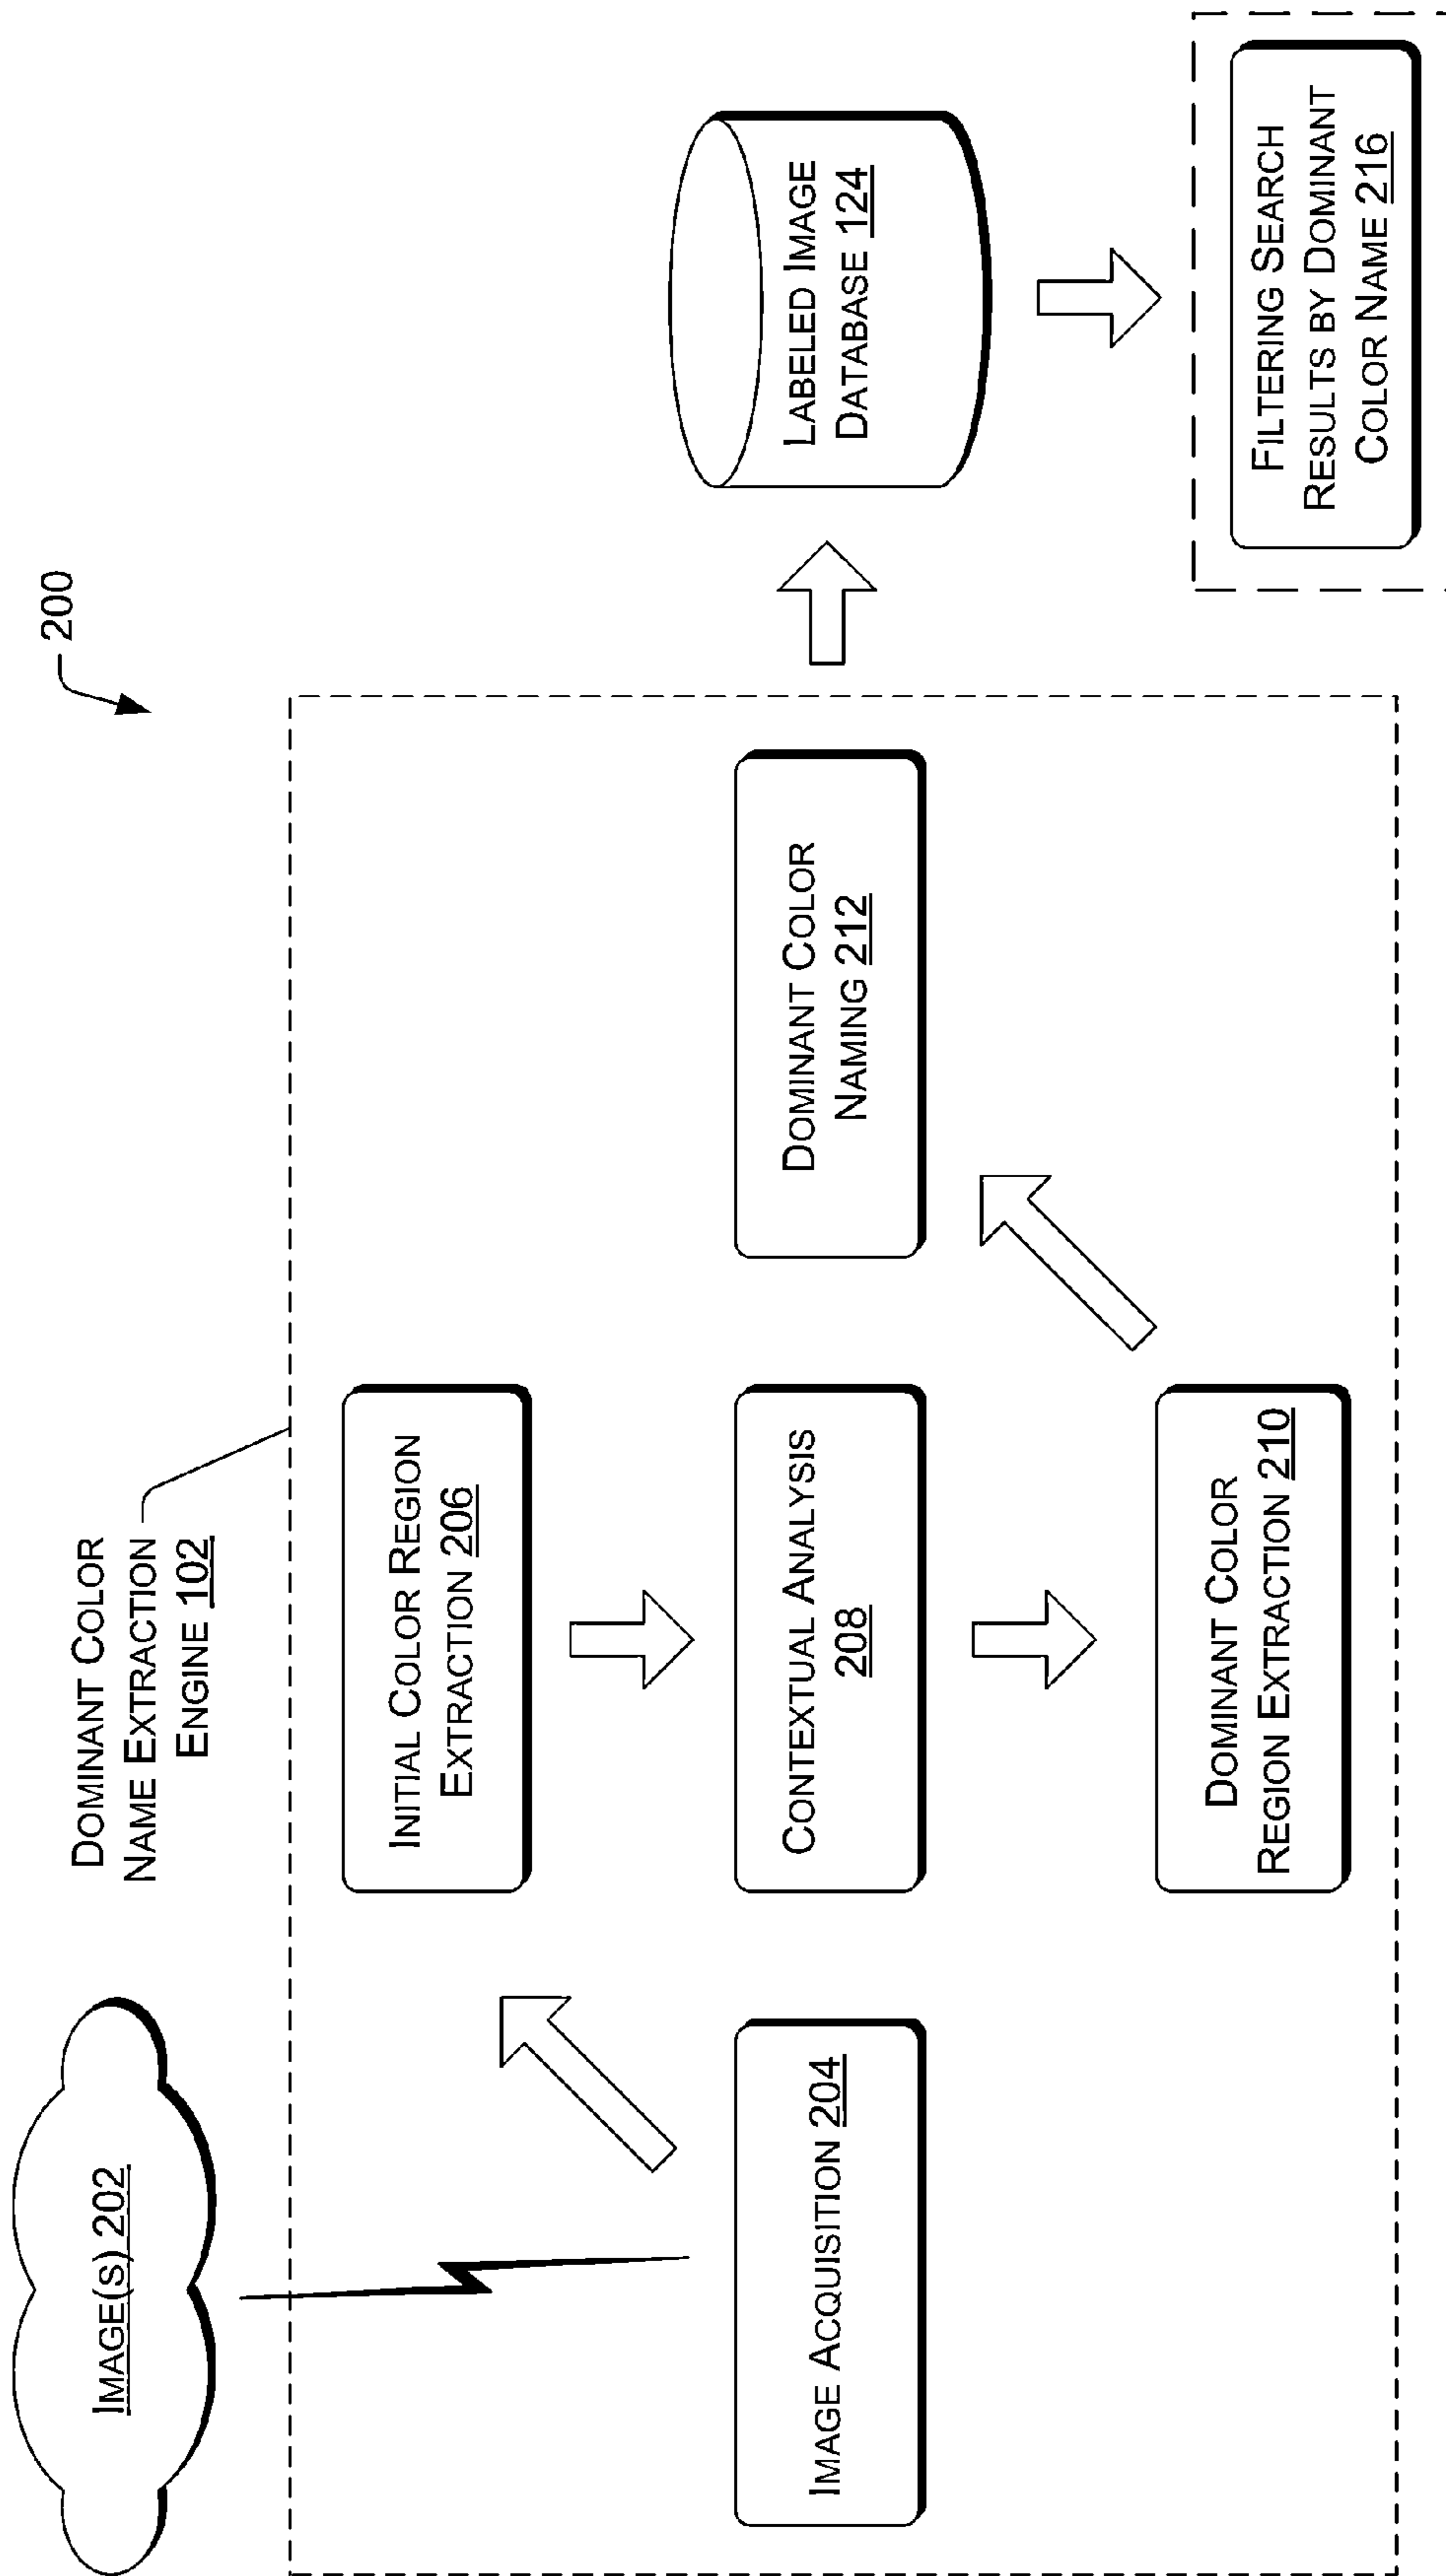 200
IMAGE(S) 202
DOMINANT COLOR
NAME EXTRACTION
ENGINE 102
IMAGE ACQUISITION 204
INITIAL COLOR REGION
EXTRACTION 206
CONTEXTUAL ANALYSIS
208
DOMINANT COLOR
REGION EXTRACTION 210
DOMINANT COLOR
NAMING 212
LABELED IMAGE
DATABASE 124
FILTERING SEARCH
RESULTS BY DOMINANT
COLOR NAME 216